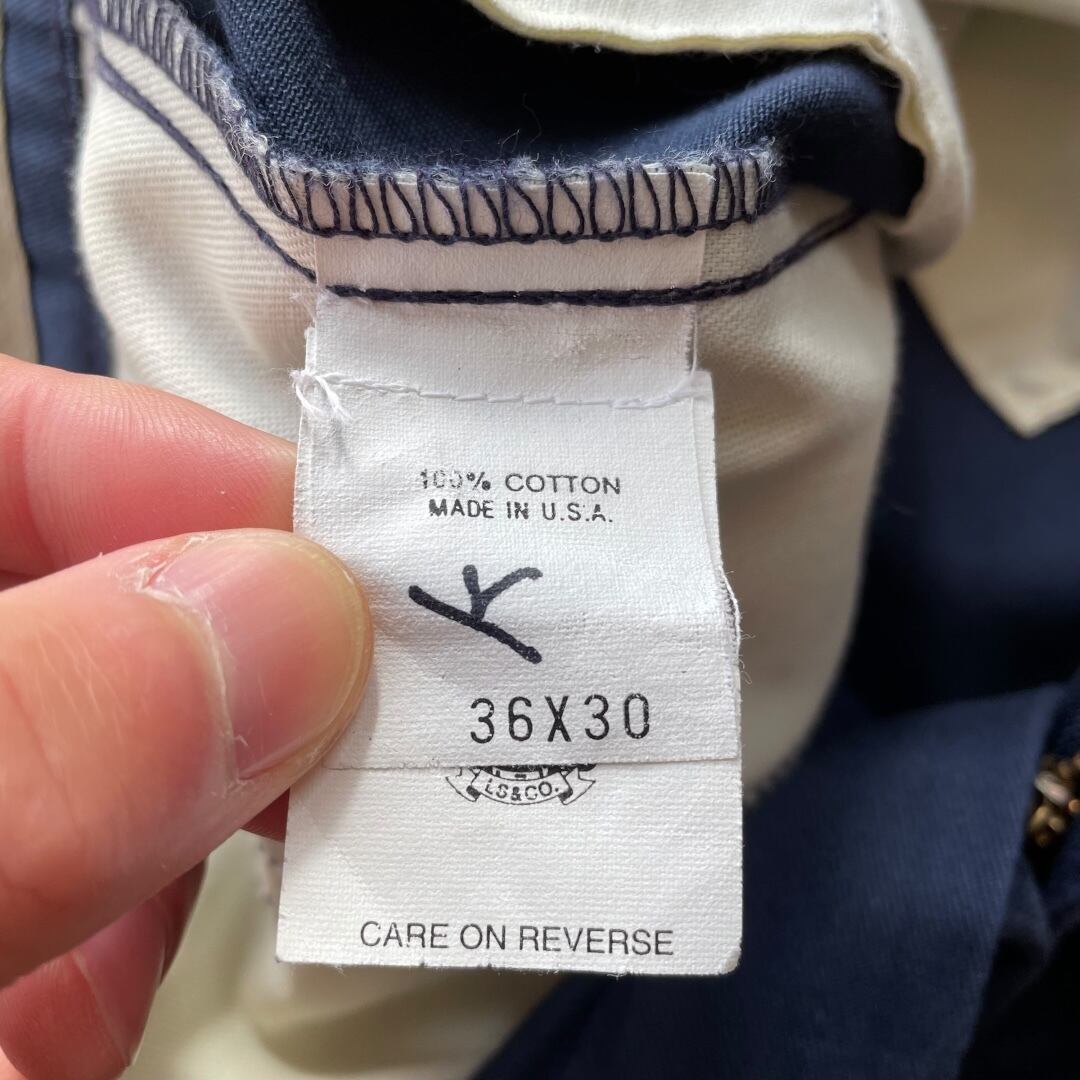 100% COTTON
MADE IN U.S.A.
K
36X30
LS&CO.
CARE ON REVERSE